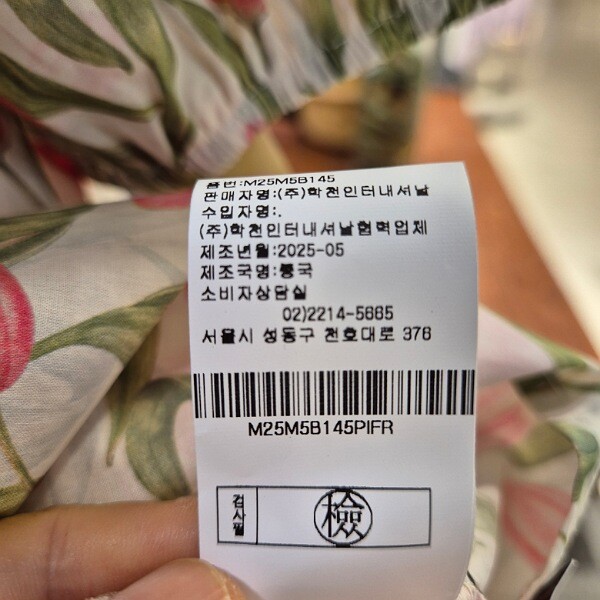 품번:M25M5B145
판매자명:(주)학천인터내셔날
수입자명:.
(주)학천인터내셔날협력업체
제조년월:2025-05
제조국명:중국
소비자상담실
02)2214-5665
서울시 성동구 천호대로 376
M25M5B145PIFR
검사필
檢